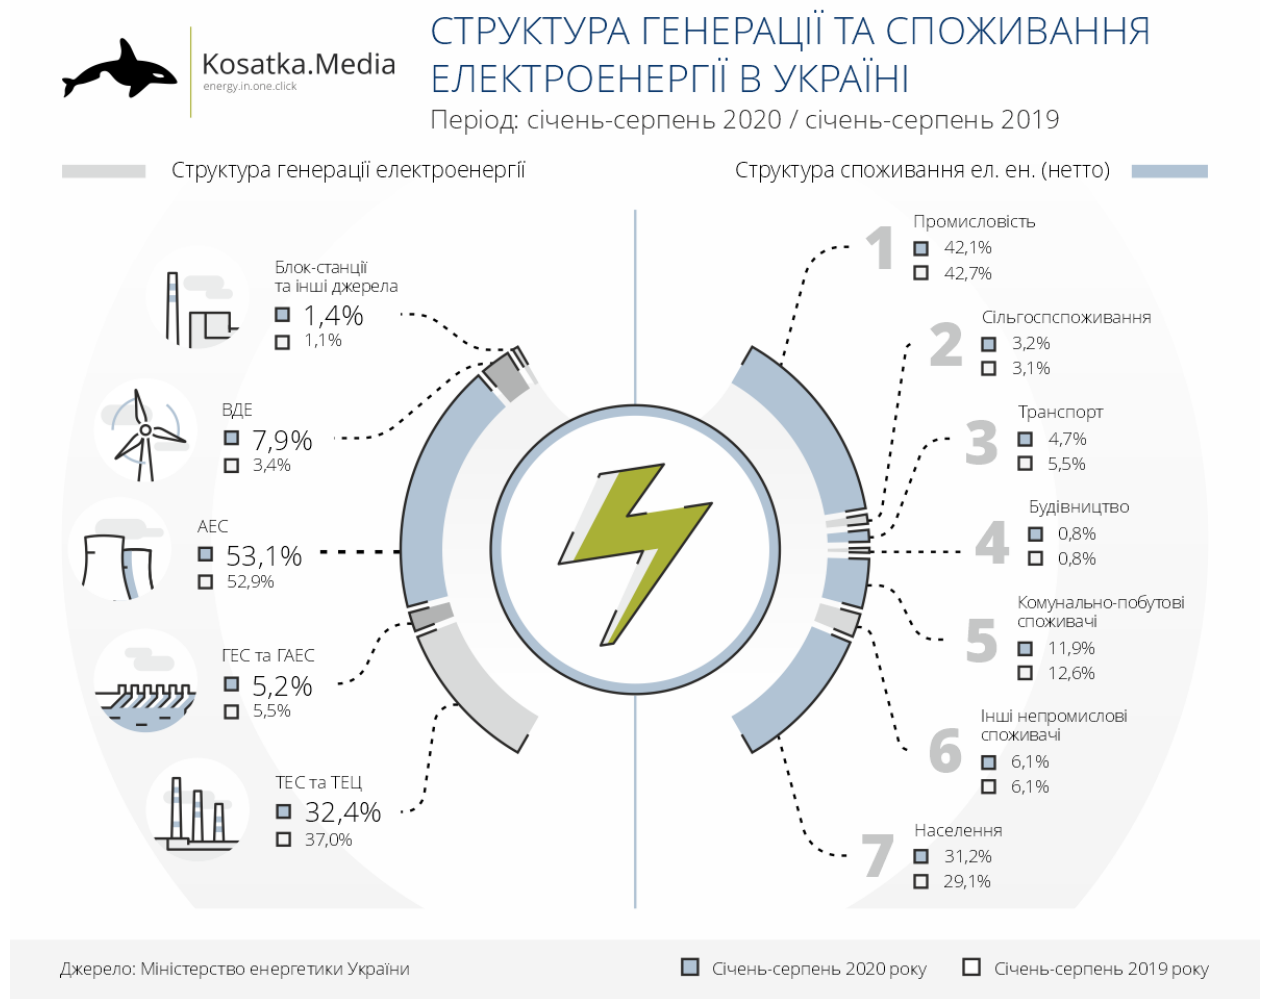 Kosatka.Media
energy.in.one.click
СТРУКТУРА ГЕНЕРАЦІЇ ТА СПОЖИВАННЯ
ЕЛЕКТРОЕНЕРГІЇ В УКРАЇНІ
Період: січень-серпень 2020 / січень-серпень 2019
Структура генерації електроенергії
Структура споживання ел. ен. (нетто)
Блок-станції
та інші джерела
1,4%
1,1%
ВДЕ
7,9%
3,4%
АЕС
53,1%
52,9%
ГЕС та ГАЕС
5,2%
5,5%
ТЕС та ТЕЦ
32,4%
37,0%
1
Промисловість
42,1%
42,7%
2
Сільгоспспоживання
3,2%
3,1%
3
Транспорт
4,7%
5,5%
4
Будівництво
0,8%
0,8%
5
Комунально-побутові
споживачі
11,9%
12,6%
6
Інші непромислові
споживачі
6,1%
6,1%
7
Населення
31,2%
29,1%
Джерело: Міністерство енергетики України
Січень-серпень 2020 року
Січень-серпень 2019 року